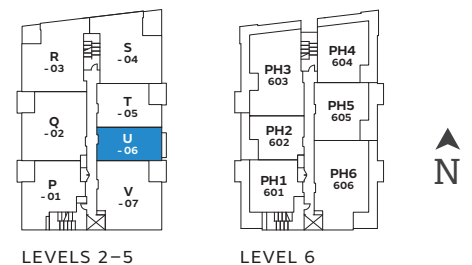 R
-03
S
-04
T
-05
Q
-02
U
-06
P
-01
V
-07
LEVELS 2–5
PH3
603
PH4
604
PH5
605
PH2
602
PH1
601
PH6
606
LEVEL 6
N